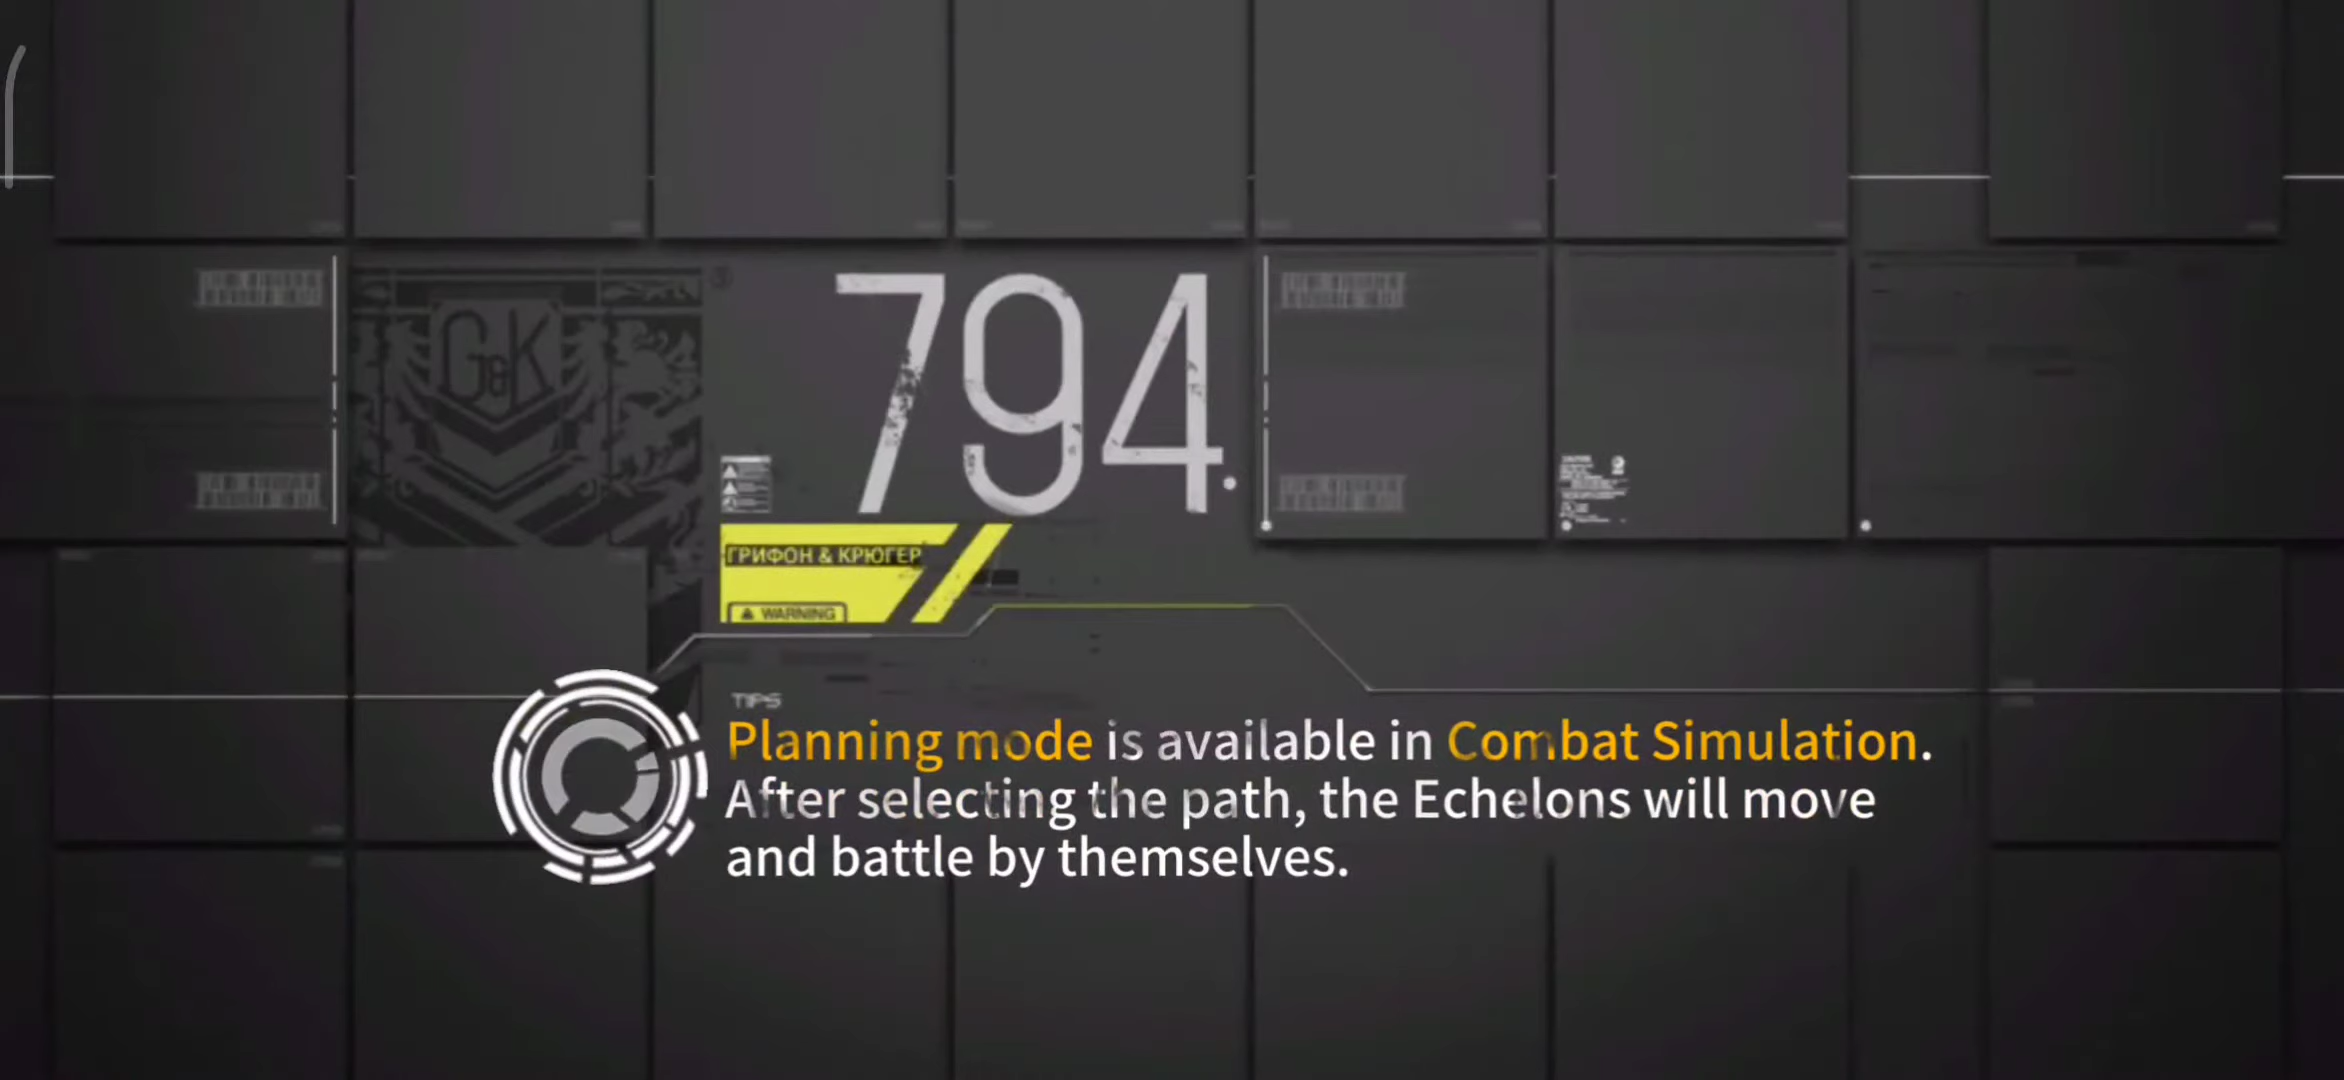 G&K
794.
ГРИФОН & КРЮГЕР
WARNING
TIPS
Planning mode is available in Combat Simulation.
After selecting the path, the Echelons will move
and battle by themselves.